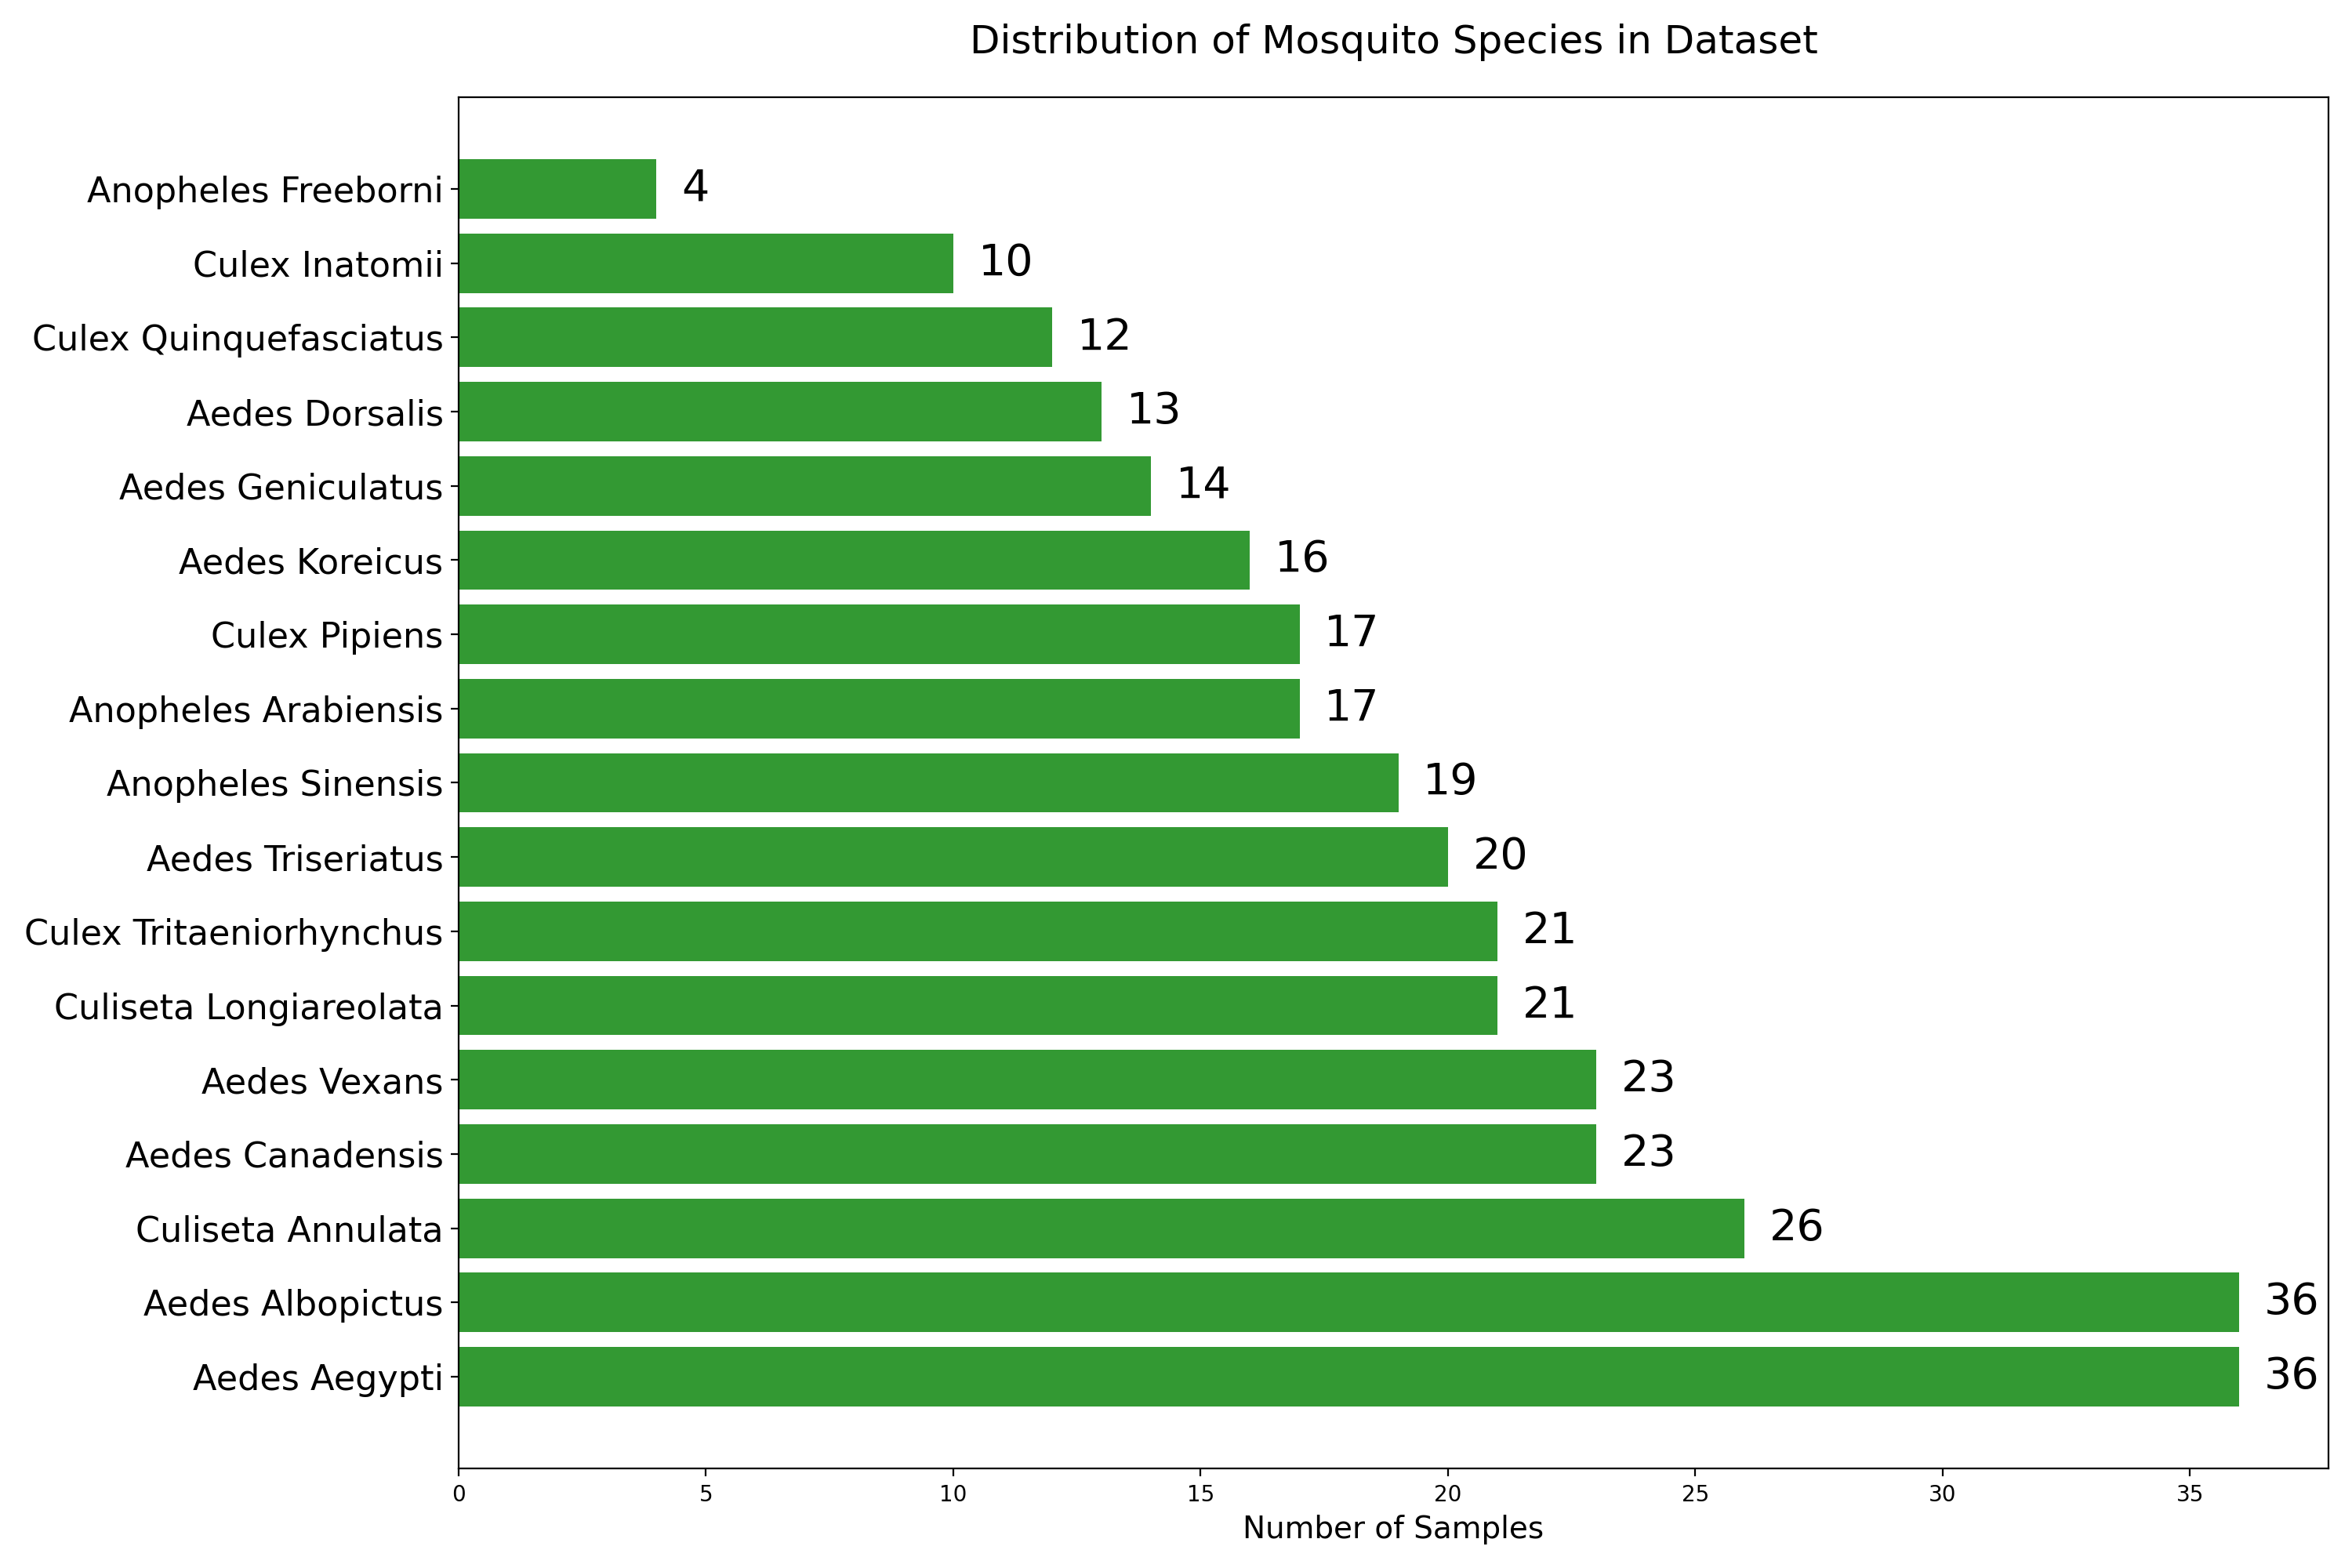 Distribution of Mosquito Species in Dataset
Anopheles Freeborni 4
Culex Inatomii 10
Culex Quinquefasciatus 12
Aedes Dorsalis 13
Aedes Geniculatus 14
Aedes Koreicus 16
Culex Pipiens 17
Anopheles Arabiensis 17
Anopheles Sinensis 19
Aedes Triseriatus 20
Culex Tritaeniorhynchus 21
Culiseta Longiareolata 21
Aedes Vexans 23
Aedes Canadensis 23
Culiseta Annulata 26
Aedes Albopictus 36
Aedes Aegypti 36
0 5 10 15 20 25 30 35
Number of Samples